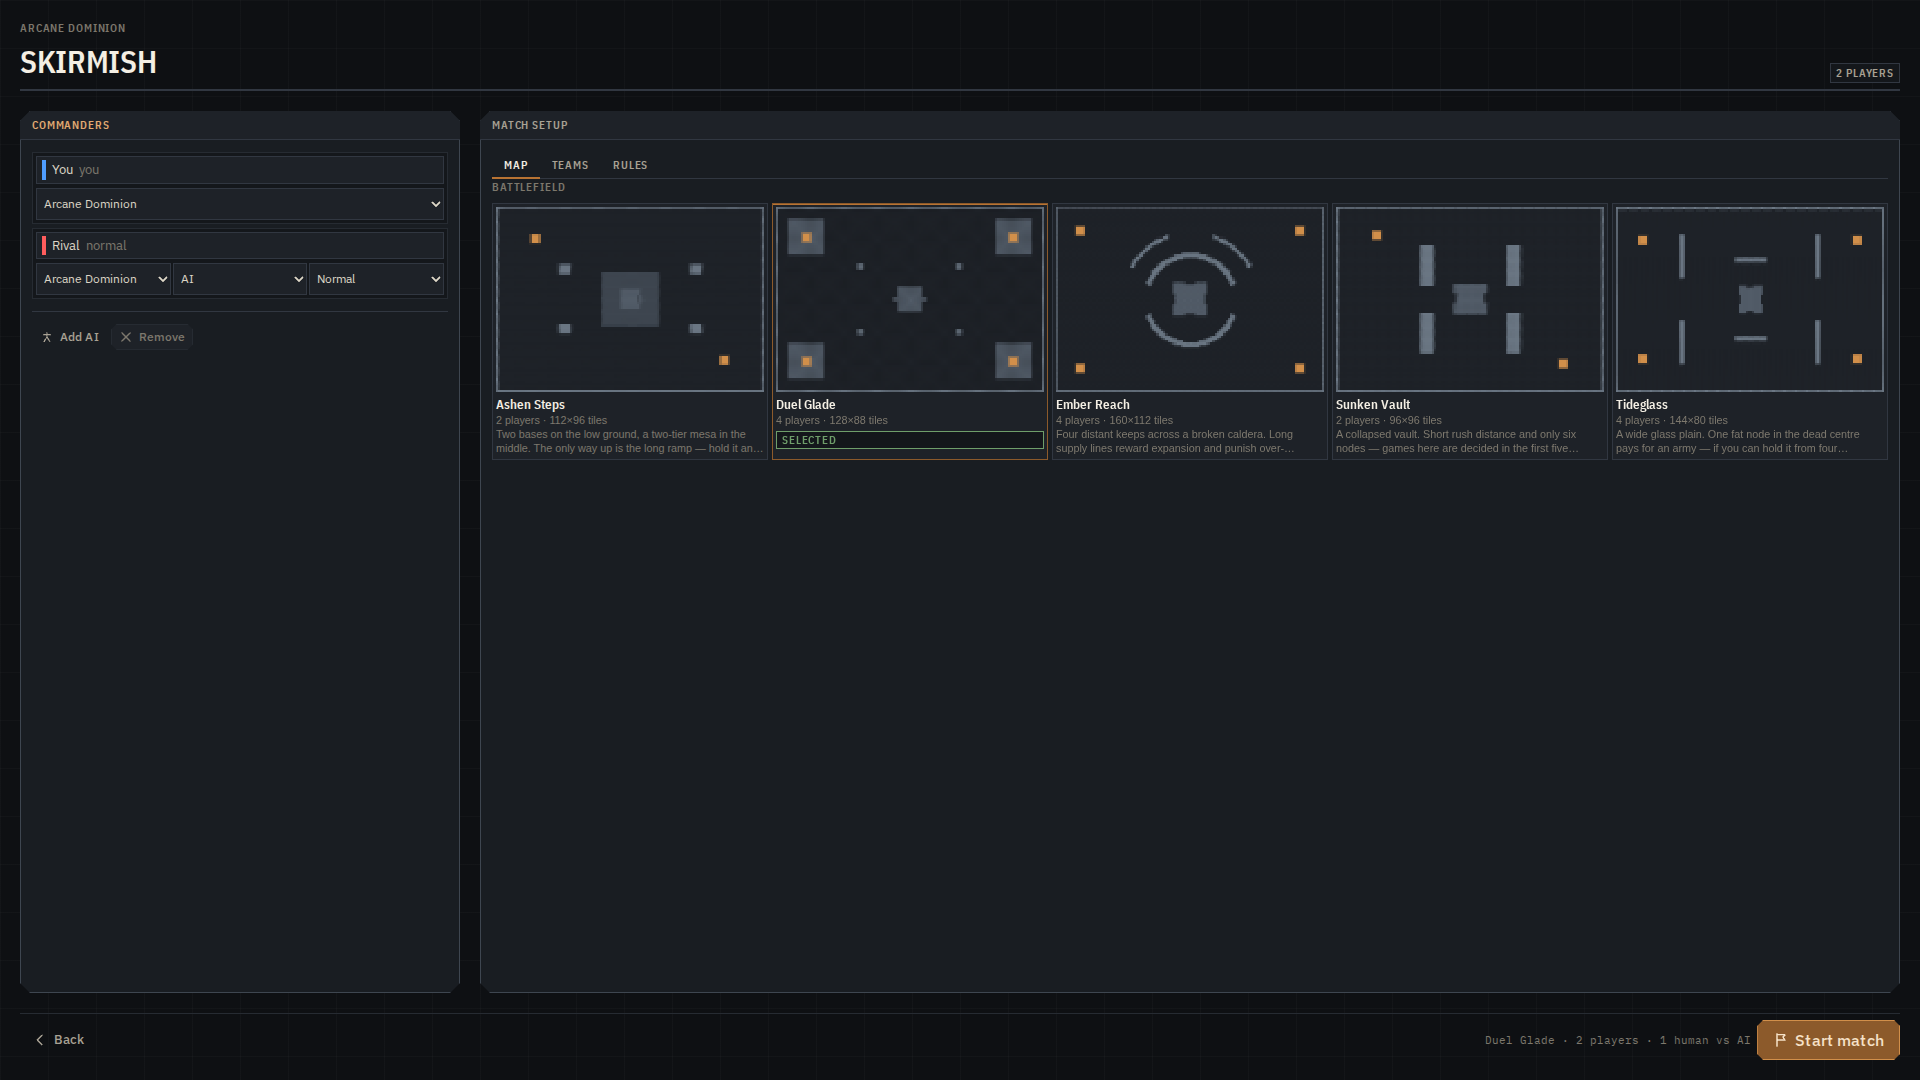 ARCANE DOMINION
SKIRMISH
2 PLAYERS
COMMANDERS
You you
Arcane Dominion
Rival normal
Arcane Dominion AI Normal
Add AI Remove
MATCH SETUP
MAP TEAMS RULES
BATTLEFIELD
Ashen Steps
2 players · 112×96 tiles
Two bases on the low ground, a two-tier mesa in the
middle. The only way up is the long ramp — hold it an…
Duel Glade
4 players · 128×88 tiles
SELECTED
Ember Reach
4 players · 160×112 tiles
Four distant keeps across a broken caldera. Long
supply lines reward expansion and punish over-…
Sunken Vault
2 players · 96×96 tiles
A collapsed vault. Short rush distance and only six
nodes — games here are decided in the first five…
Tideglass
4 players · 144×80 tiles
A wide glass plain. One fat node in the dead centre
pays for an army — if you can hold it from four…
Back
Duel Glade · 2 players · 1 human vs AI
Start match